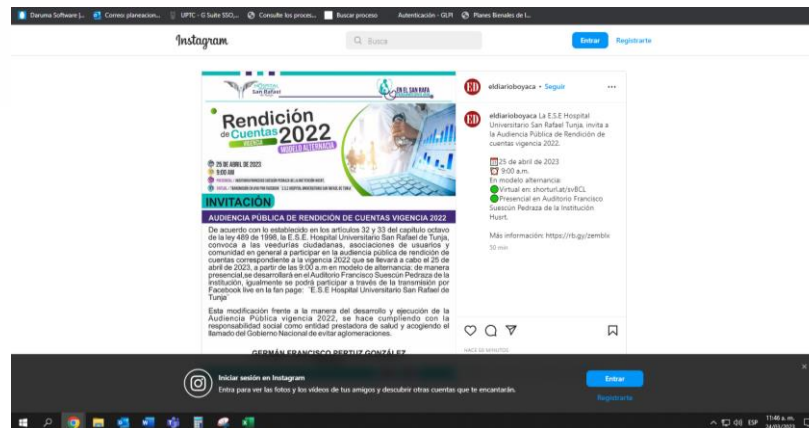 Daruma Software |...
Correo: planeacion...
UPTC - G Suite SSO,...
Consulte los proces...
Buscar proceso
Autenticación - GLPI
Planes Bienales de I...
Instagram
Busca
Entrar
Registrarte
HOSPITAL
San Rafael
EN EL SAN RAFA
Rendición
de Cuentas 2022
VIGENCIA
MODELO ALTERNANCIA
25 DE ABRIL DE 2023
9:00 AM
INVITACIÓN
AUDIENCIA PÚBLICA DE RENDICIÓN DE CUENTAS VIGENCIA 2022
De acuerdo con lo establecido en los artículos 32 y 33 del capítulo octavo
de la ley 489 de 1998, la E.S.E. Hospital Universitario San Rafael de Tunja,
convoca a las veedurías ciudadanas, asociaciones de usuarios y
comunidad en general a participar en la audiencia pública de rendición de
cuentas correspondiente a la vigencia 2022 que se llevará a cabo el 25 de
abril de 2023, a partir de las 9:00 a.m en modelo de alternancia: de manera
presencial,se desarrollará en el Auditorio Francisco Suescún Pedraza de la
institución, igualmente se podrá participar a través de la transmisión por
Facebook live en la fan page: ¨E.S.E Hospital Universitario San Rafael de
Tunja¨
Esta modificación frente a la manera del desarrollo y ejecución de la
Audiencia Pública vigencia 2022, se hace cumpliendo con la
responsabilidad social como entidad prestadora de salud y acogiendo el
llamado del Gobierno Nacional de evitar aglomeraciones.
GERMÁN FRANCISCO PERTUZ GONZÁLEZ
ED
eldiarioboyaca • Seguir
ED
eldiarioboyaca La E.S.E Hospital
Universitario San Rafael Tunja, invita a
la Audiencia Pública de Rendición de
cuentas vigencia 2022.
25 de abril de 2023
9:00 a.m.
En modelo alternancia:
Virtual en: shorturl.at/svBCL
Presencial en Auditorio Francisco
Suescún Pedraza de la Institución
Husrt.
Más información: https://rb.gy/zemblx
50 min
HACE 50 MINUTOS
Iniciar sesión en Instagram
Entra para ver las fotos y los vídeos de tus amigos y descubrir otras cuentas que te encantarán.
Entrar
Registrarte
ESP
11:46 a. m.
24/03/2023